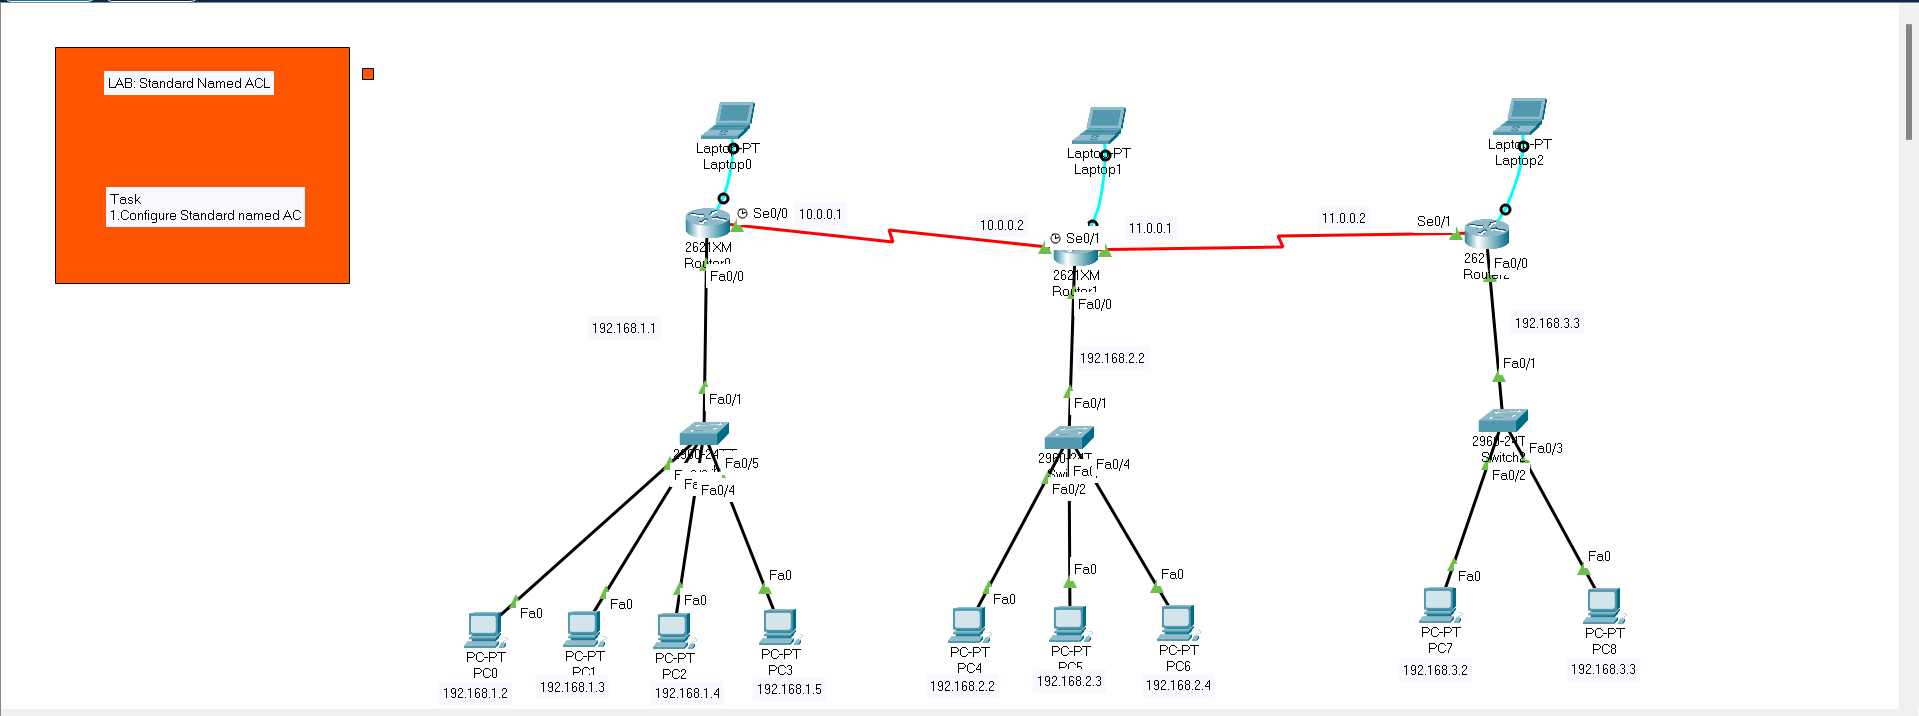 LAB: Standard Named ACL
Task
1.Configure Standard named AC
Laptop-PT
Laptop0
Laptop-PT
Laptop1
Laptop-PT
Laptop2
Se0/0
10.0.0.1
10.0.0.2
Se0/1
11.0.0.1
11.0.0.2
Se0/1
2621XM
Router0
Fa0/0
2621XM
Router1
Fa0/0
Router2
Fa0/0
192.168.1.1
192.168.2.2
192.168.3.3
Fa0/1
Fa0/1
Fa0/1
Fa0/5
Fa0/4
Fa0/4
Fa0/2
2960-24T
Switch2
Fa0/3
Fa0/2
Fa0
Fa0
Fa0
Fa0
Fa0
Fa0
Fa0
Fa0
Fa0
PC-PT
PC0
192.168.1.2
PC-PT
PC1
192.168.1.3
PC-PT
PC2
192.168.1.4
PC-PT
PC3
192.168.1.5
PC-PT
PC4
192.168.2.2
PC-PT
PC5
192.168.2.3
PC-PT
PC6
192.168.2.4
PC-PT
PC7
192.168.3.2
PC-PT
PC8
192.168.3.3